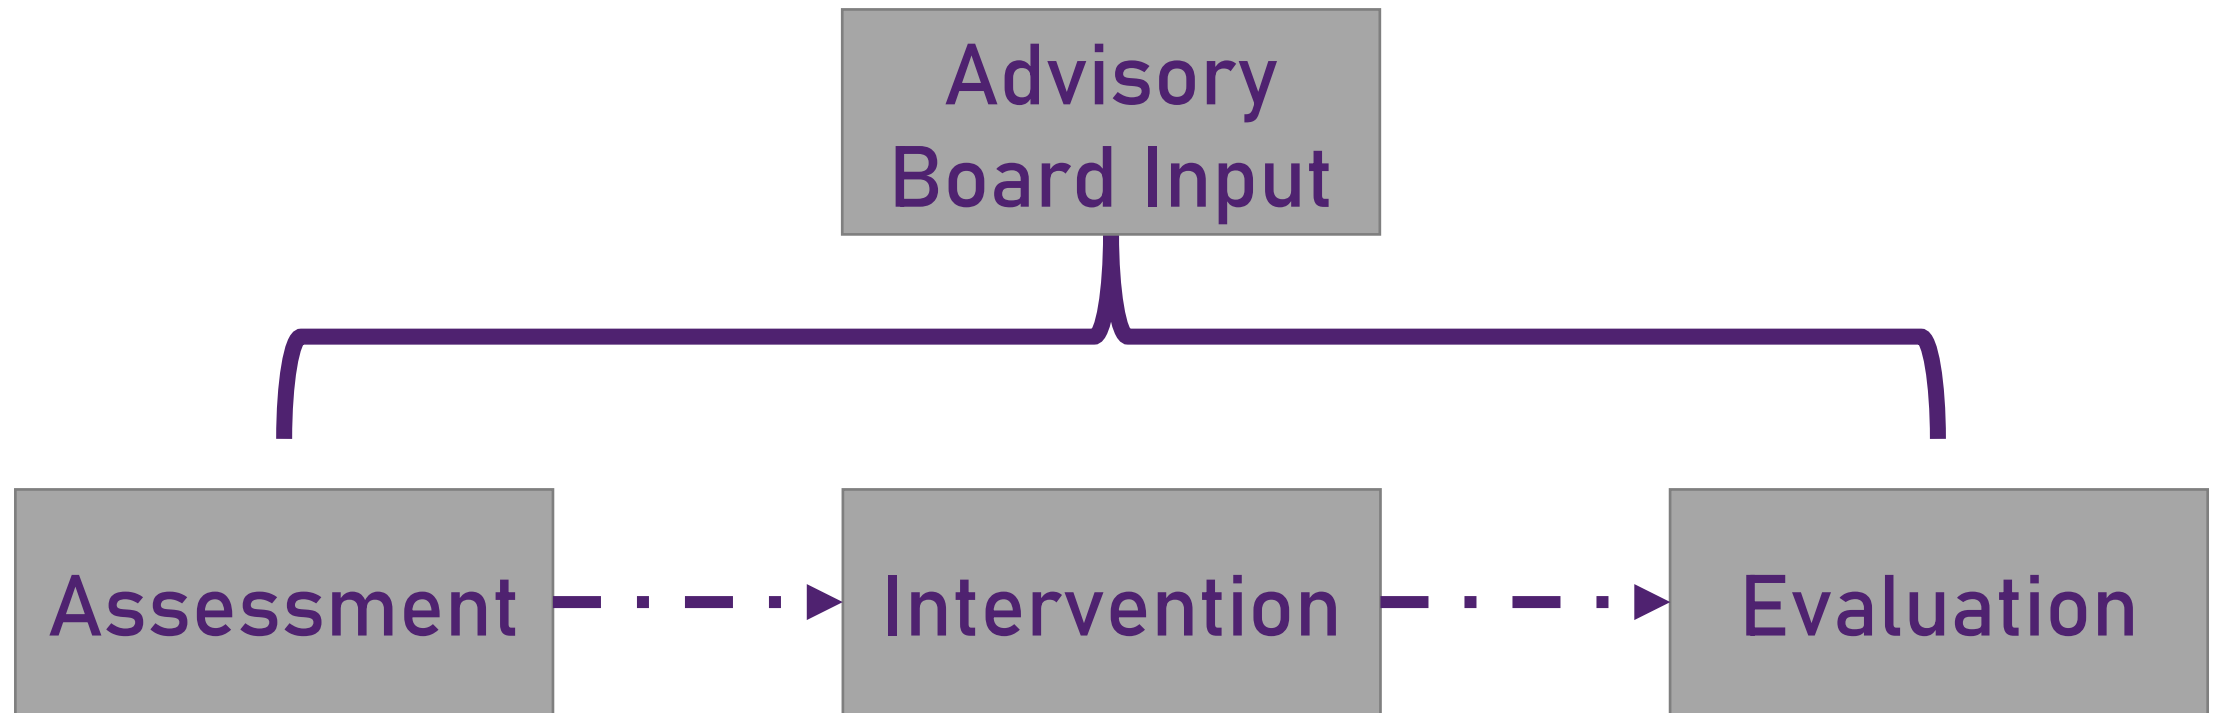 Advisory
Board Input
Assessment
Intervention
Evaluation